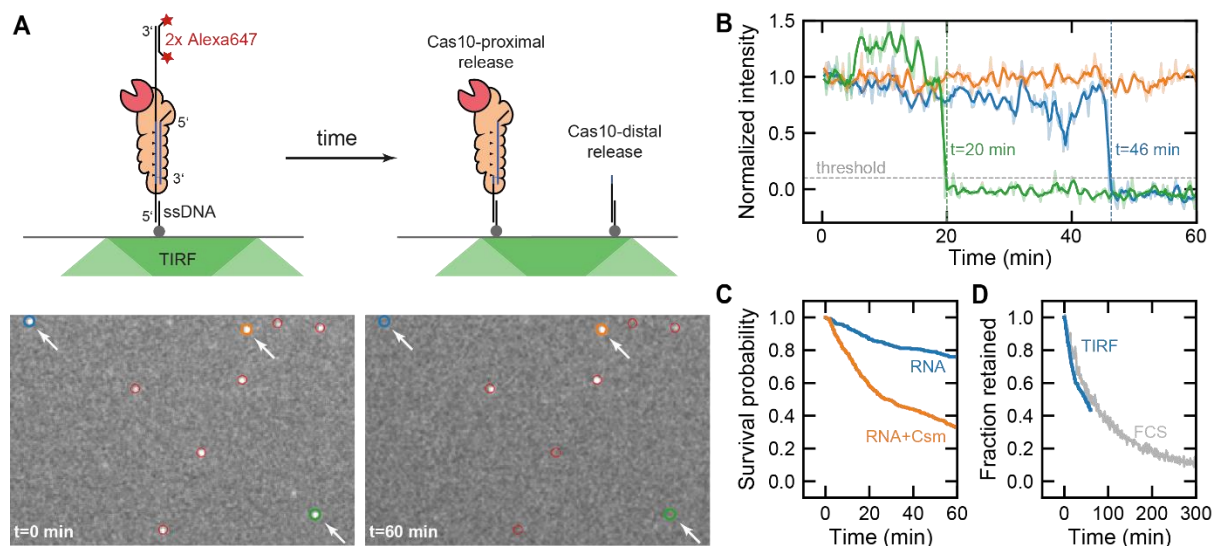 A
3‘
2x Alexa647
5‘
3‘
5‘
ssDNA
TIRF
time
Cas10-proximal
release
Cas10-distal
release
t=0 min
t=60 min
B
Normalized intensity
1.5
1.0
0.5
0.0
threshold
t=20 min
t=46 min
0
20
40
60
Time (min)
C
Survival probability
1.0
0.8
0.6
0.4
0.2
0.0
RNA
RNA+Csm
0
20
40
60
Time (min)
D
Fraction retained
1.0
0.8
0.6
0.4
0.2
0.0
TIRF
FCS
0
100
200
300
Time (min)